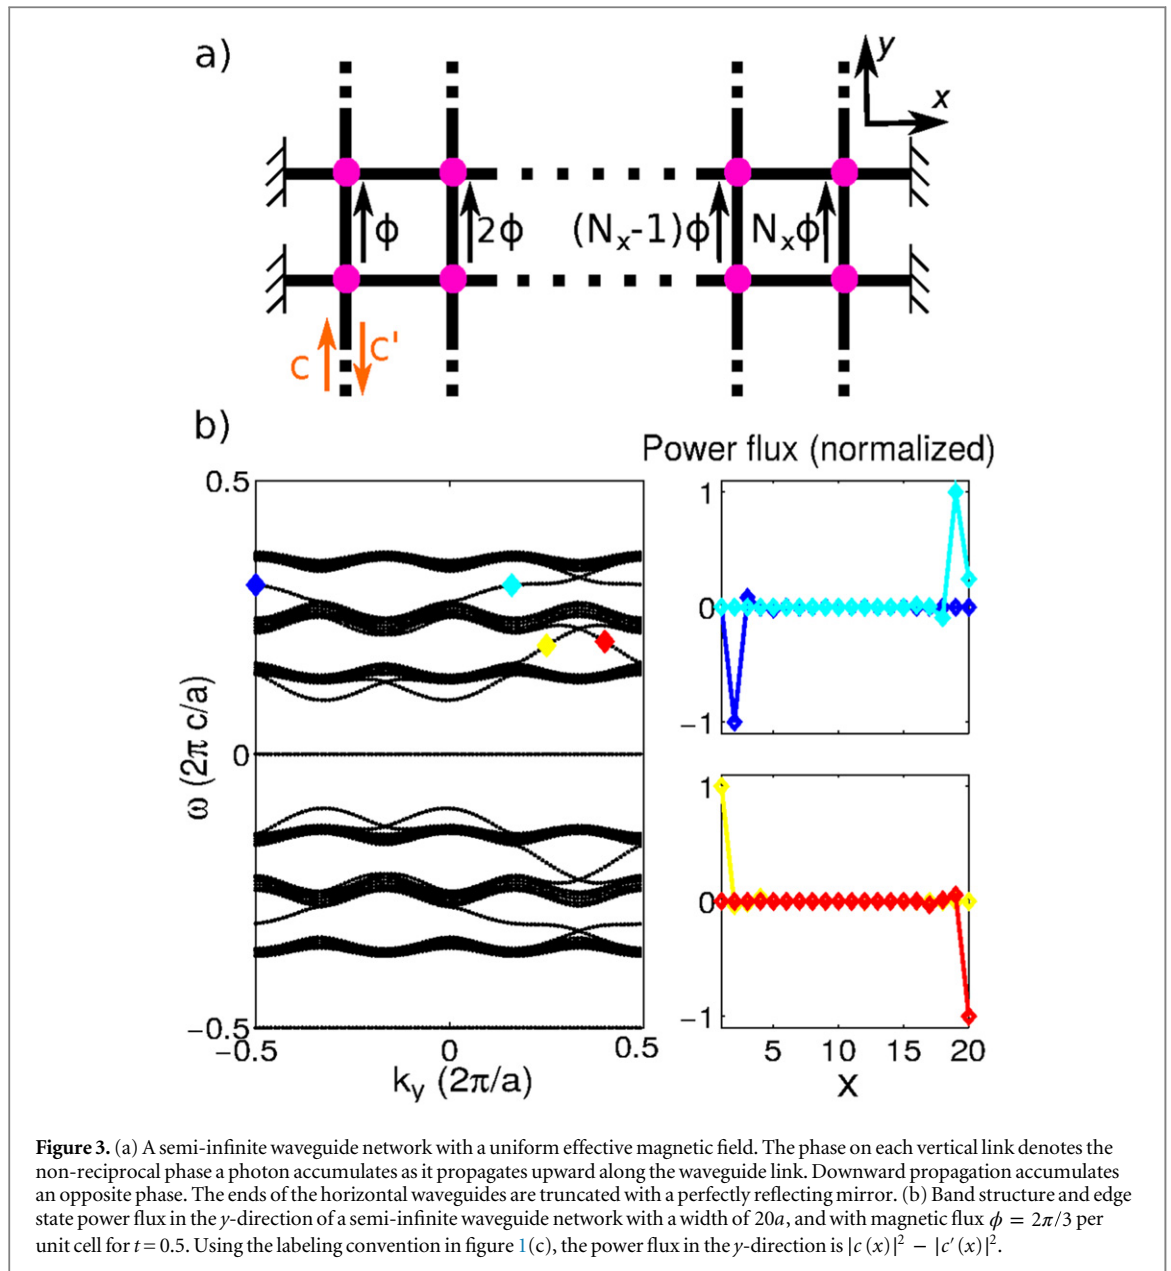 a)
y
x
ϕ
2ϕ
(Nx-1)ϕ
Nxϕ
c
c'
b)
Power flux (normalized)
0.5
0
−0.5
ω (2π c/a)
−0.5
0
0.5
ky (2π/a)
1
0
−1
1
0
−1
5
10
15
20
X
Figure 3. (a) A semi-infinite waveguide network with a uniform effective magnetic field. The phase on each vertical link denotes the
non-reciprocal phase a photon accumulates as it propagates upward along the waveguide link. Downward propagation accumulates
an opposite phase. The ends of the horizontal waveguides are truncated with a perfectly reflecting mirror. (b) Band structure and edge
state power flux in the y-direction of a semi-infinite waveguide network with a width of 20a, and with magnetic flux ϕ = 2π/3 per
unit cell for t = 0.5. Using the labeling convention in figure 1(c), the power flux in the y-direction is |c (x)|² − |c′(x)|².